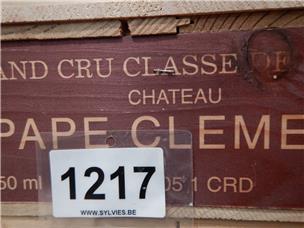 AND CRU CLASSE DE
CHATEAU
PAPE CLEME
50 ml 05 1 CRD
1217
WWW.SYLVIES.BE